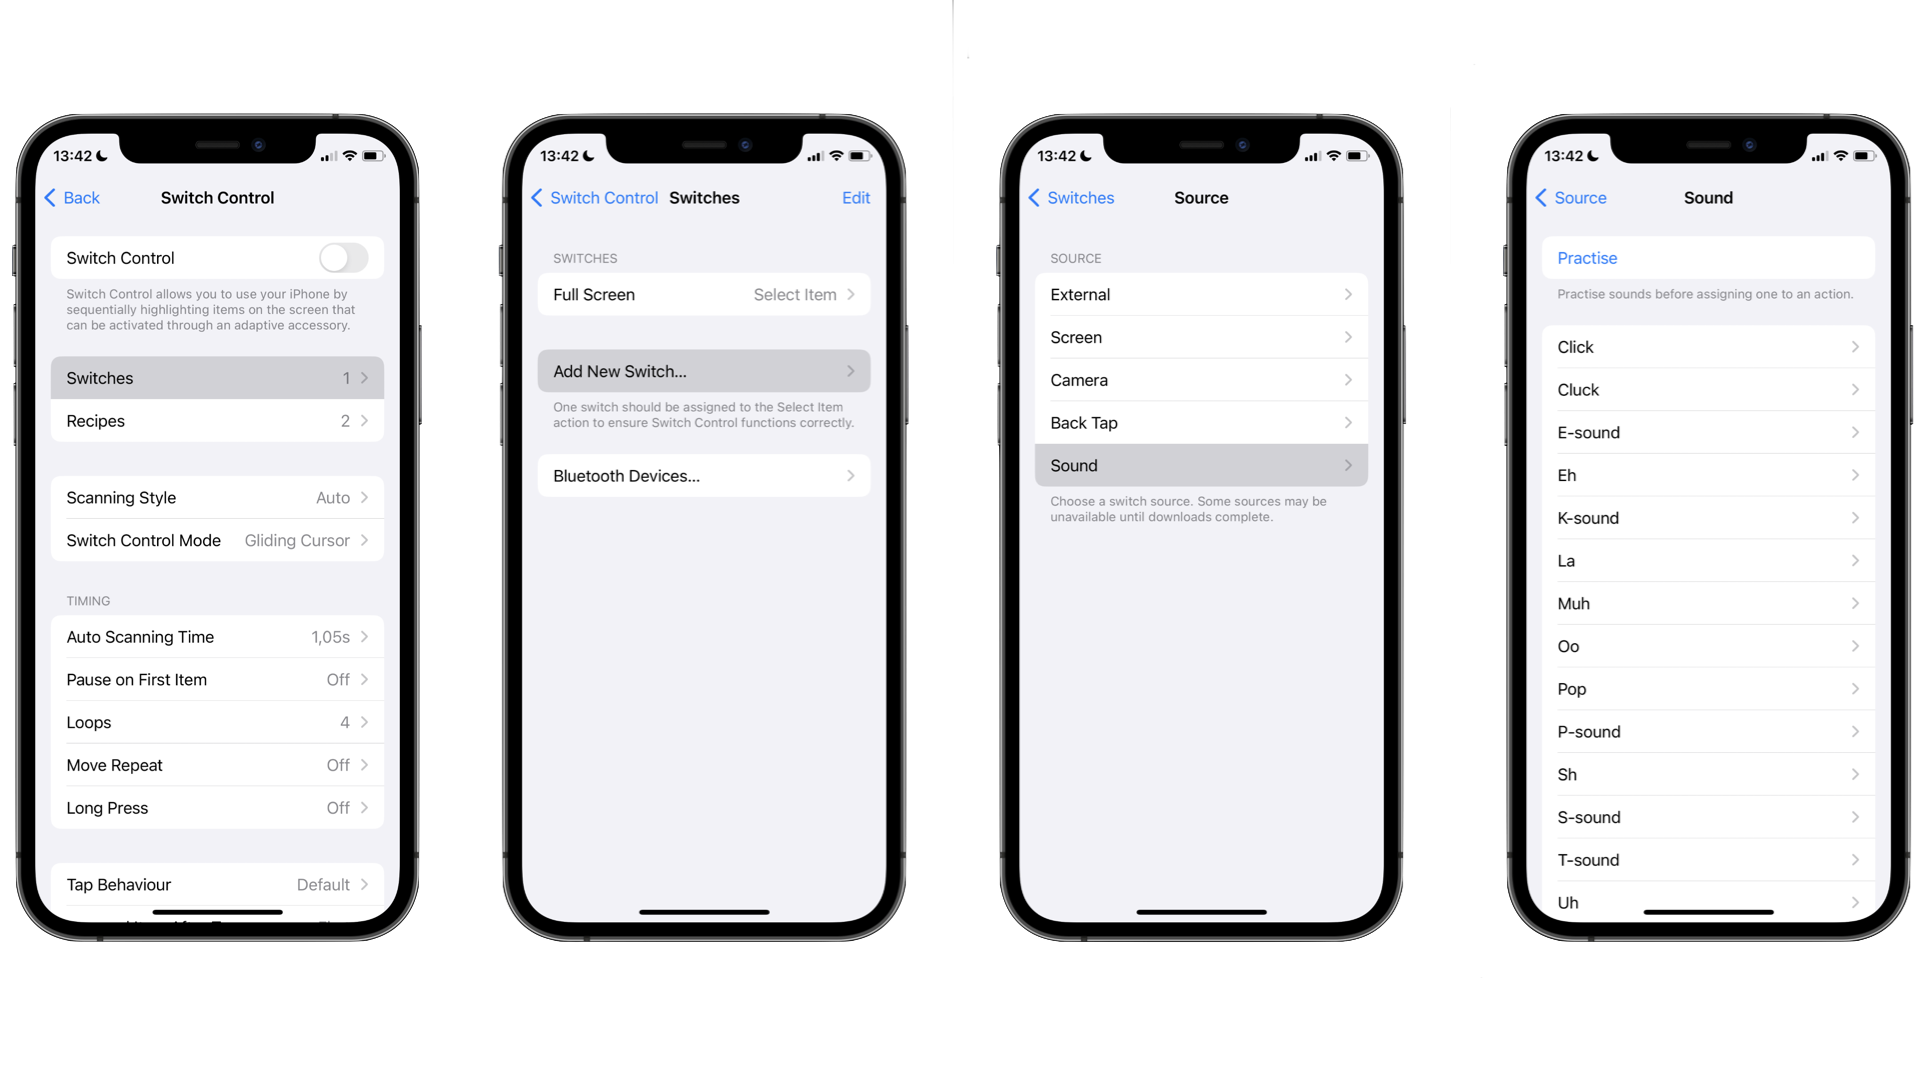 13:42
Back
Switch Control
Switch Control
Switch Control allows you to use your iPhone by
sequentially highlighting items on the screen that
can be activated through an adaptive accessory.
Switches 1
Recipes 2
Scanning Style Auto
Switch Control Mode Gliding Cursor
TIMING
Auto Scanning Time 1,05s
Pause on First Item Off
Loops 4
Move Repeat Off
Long Press Off
Tap Behaviour Default
13:42
Switch Control Switches Edit
SWITCHES
Full Screen Select Item
Add New Switch...
One switch should be assigned to the Select Item
action to ensure Switch Control functions correctly.
Bluetooth Devices...
13:42
Switches Source
SOURCE
External
Screen
Camera
Back Tap
Sound
Choose a switch source. Some sources may be
unavailable until downloads complete.
13:42
Source Sound
Practise
Practise sounds before assigning one to an action.
Click
Cluck
E-sound
Eh
K-sound
La
Muh
Oo
Pop
P-sound
Sh
S-sound
T-sound
Uh